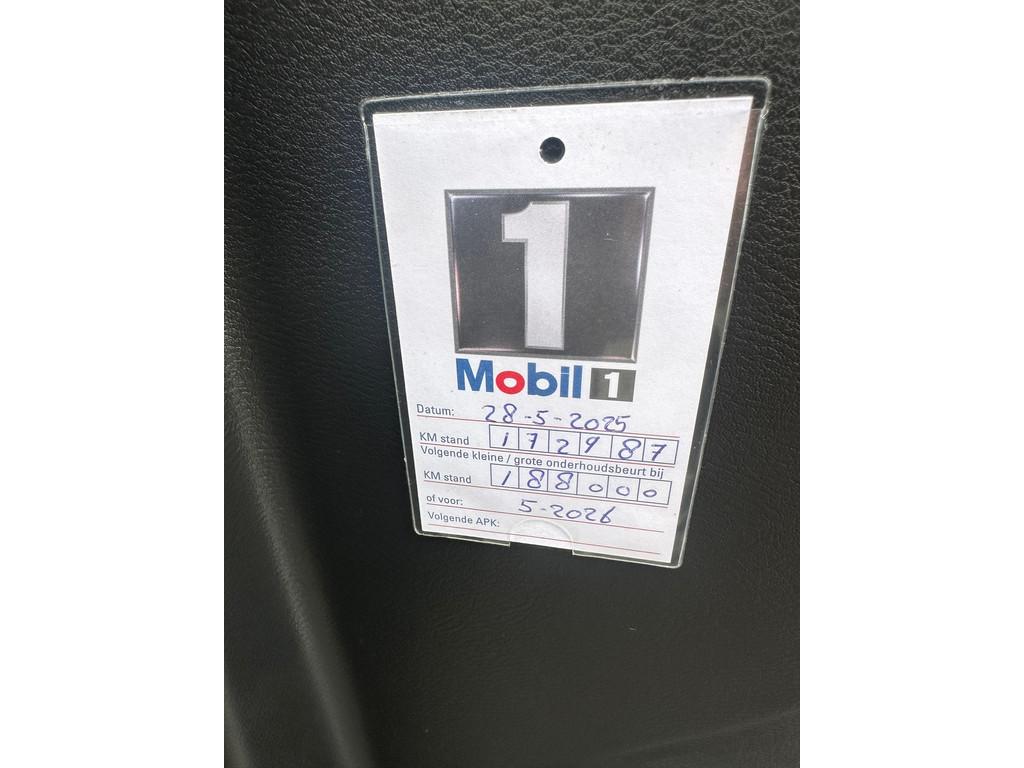 1
Mobil 1
Datum: 28-5-2025
KM stand 172987
Volgende kleine / grote onderhoudsbeurt bij
KM stand 188000
of voor: 5-2026
Volgende APK: